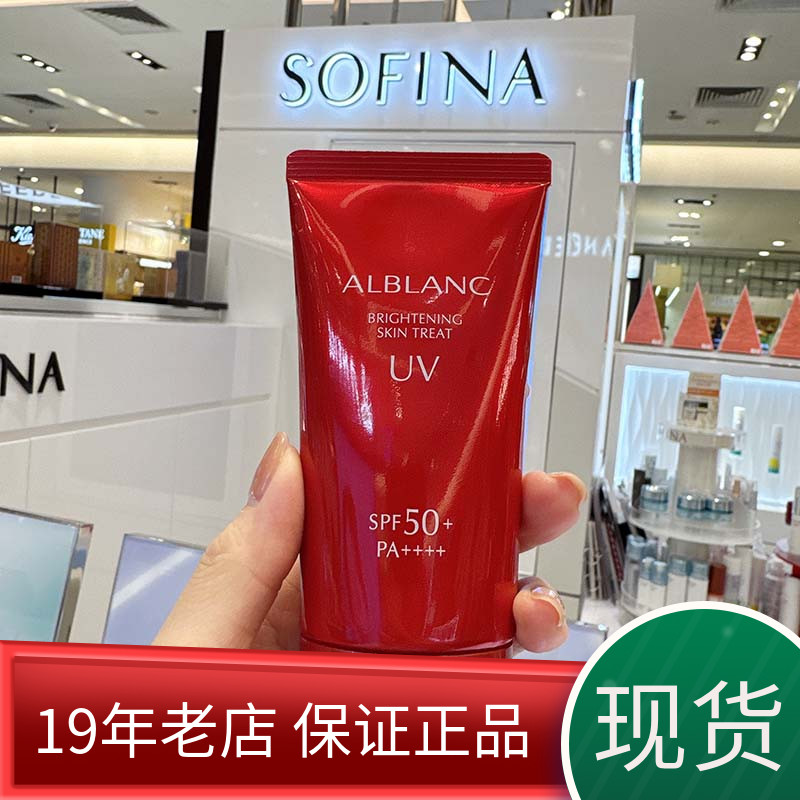 SOFINA
NA
ALBLANC
BRIGHTENING
SKIN TREAT
UV
SPF50+
PA++++
19年老店 保证正品
现货